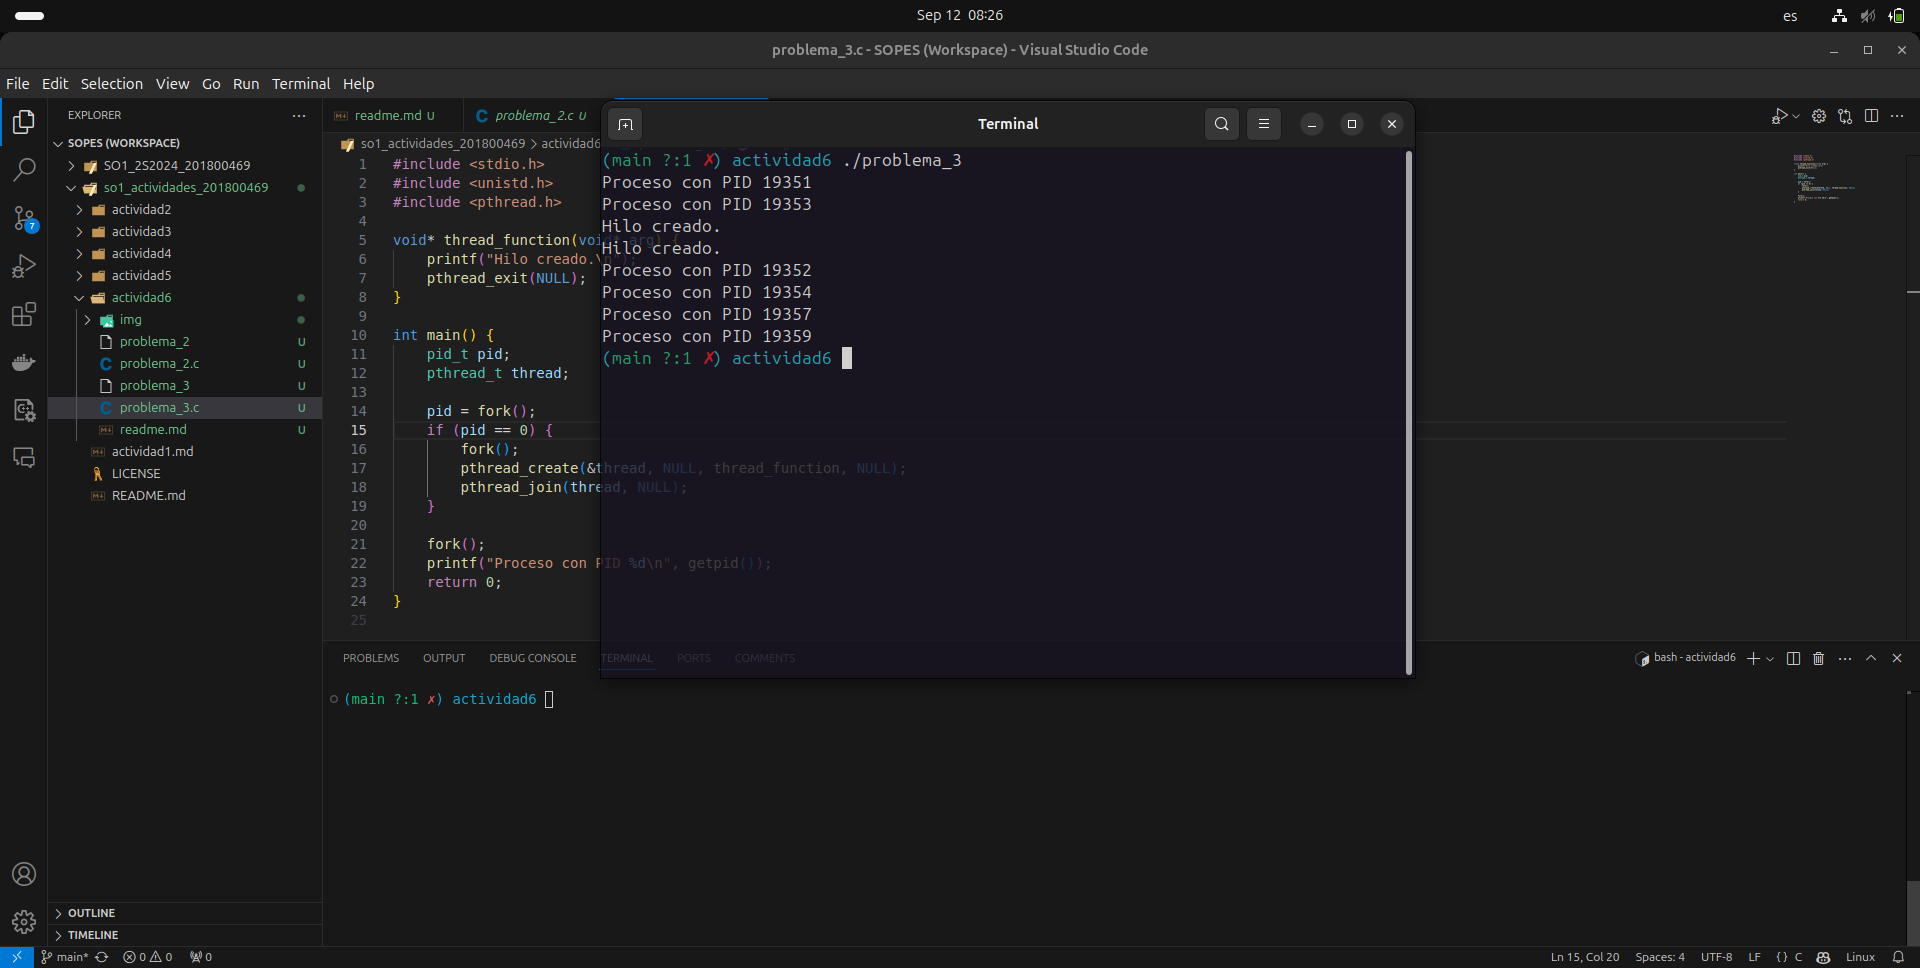 Sep 12 08:26
es
problema_3.c - SOPES (Workspace) - Visual Studio Code
File Edit Selection View Go Run Terminal Help
EXPLORER
SOPES (WORKSPACE)
SO1_2S2024_201800469
so1_actividades_201800469
actividad2
actividad3
actividad4
actividad5
actividad6
img
problema_2 U
problema_2.c U
problema_3 U
problema_3.c U
readme.md U
actividad1.md
LICENSE
README.md
OUTLINE
TIMELINE
7
readme.md U
problema_2.c U
so1_actividades_201800469 > actividad6
1 #include <stdio.h>
2 #include <unistd.h>
3 #include <pthread.h>
4
5 void* thread_function(void* arg) {
6 printf("Hilo creado.\n");
7 pthread_exit(NULL);
8 }
9
10 int main() {
11 pid_t pid;
12 pthread_t thread;
13
14 pid = fork();
15 if (pid == 0) {
16 fork();
17 pthread_create(&thread, NULL, thread_function, NULL);
18 pthread_join(thread, NULL);
19 }
20
21 fork();
22 printf("Proceso con PID %d\n", getpid());
23 return 0;
24 }
25
Terminal
(main ?:1 ✗) actividad6 ./problema_3
Proceso con PID 19351
Proceso con PID 19353
Hilo creado.
Hilo creado.
Proceso con PID 19352
Proceso con PID 19354
Proceso con PID 19357
Proceso con PID 19359
(main ?:1 ✗) actividad6
PROBLEMS OUTPUT DEBUG CONSOLE TERMINAL PORTS COMMENTS
bash - actividad6
(main ?:1 ✗) actividad6
main* 0 0 0
Ln 15, Col 20 Spaces: 4 UTF-8 LF {} C Linux